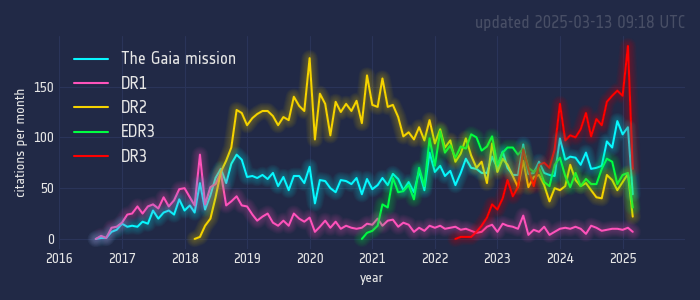 updated 2025-03-13 09:18 UTC
The Gaia mission
DR1
DR2
EDR3
DR3
citations per month
150
100
50
0
2016 2017 2018 2019 2020 2021 2022 2023 2024 2025
year